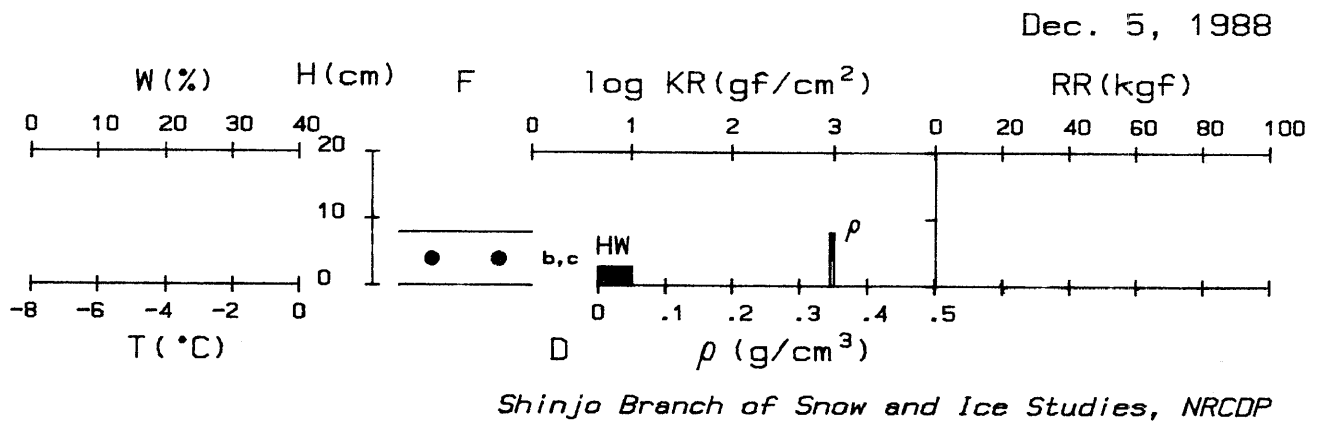 Dec. 5, 1988
W(%) H(cm) F log KR(gf/cm²) RR(kgf)
0 10 20 30 40 0 1 2 3 0 20 40 60 80 100
20
10 ρ
HW
b,c
0
-8 -6 -4 -2 0 0 .1 .2 .3 .4 .5
T(°C) D ρ(g/cm³)
Shinjo Branch of Snow and Ice Studies, NRCDP